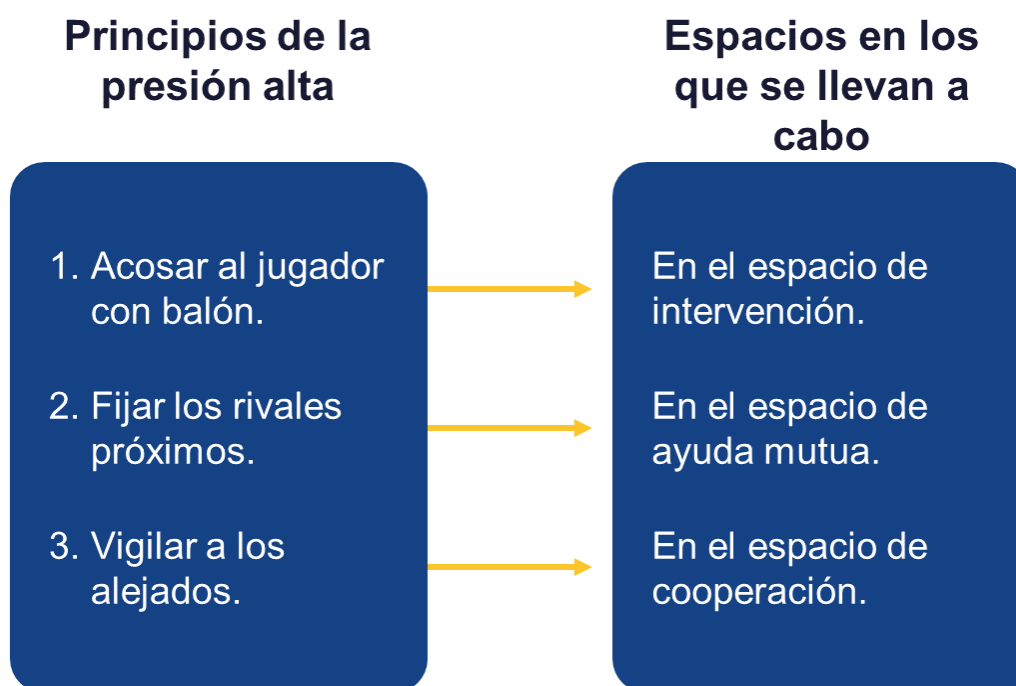 Principios de la
presión alta
Espacios en los
que se llevan a
cabo
1. Acosar al jugador
con balón.
2. Fijar los rivales
próximos.
3. Vigilar a los
alejados.
En el espacio de
intervención.
En el espacio de
ayuda mutua.
En el espacio de
cooperación.